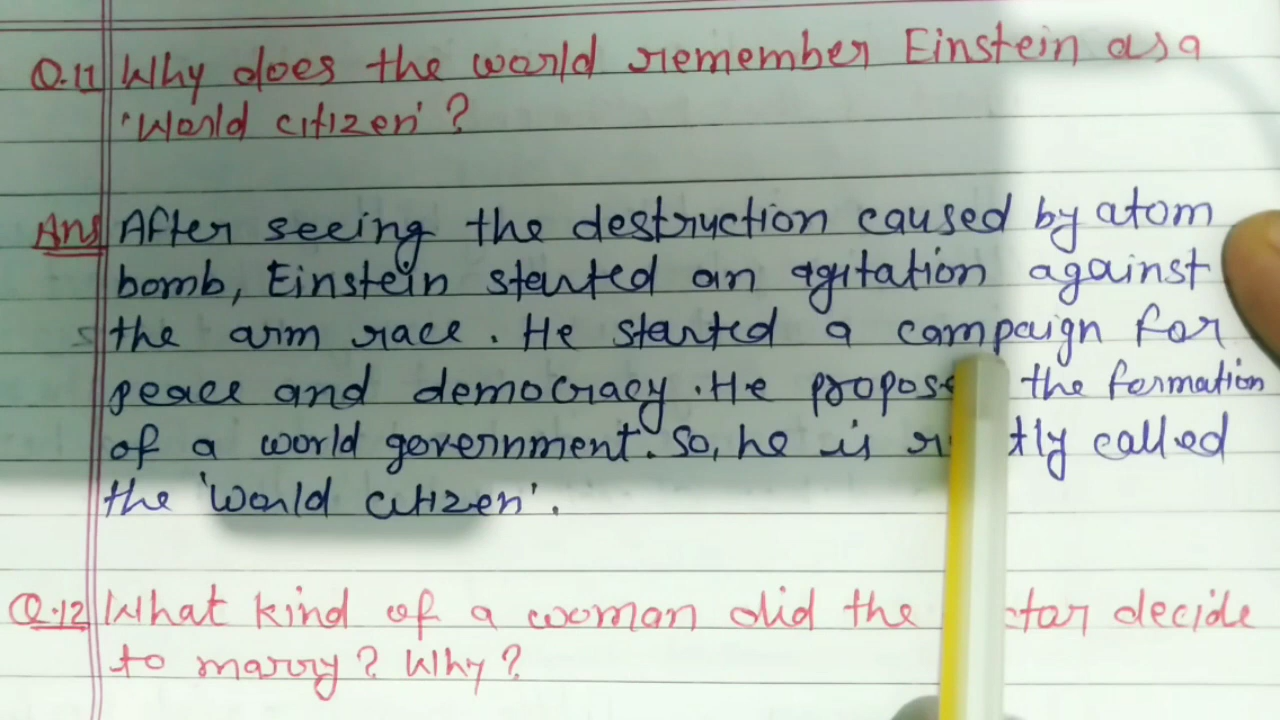 Q.11 Why does the world remember Einstein as a
'World citizen'?
Ans After seeing the destruction caused by atom
bomb, Einstein started an agitation against
the arm race. He started a campaign for
peace and democracy. He propose the formation
of a world government. So, he is called
the 'World citizen'.
Q.12 What kind of a woman did the decide
to marry? Why?